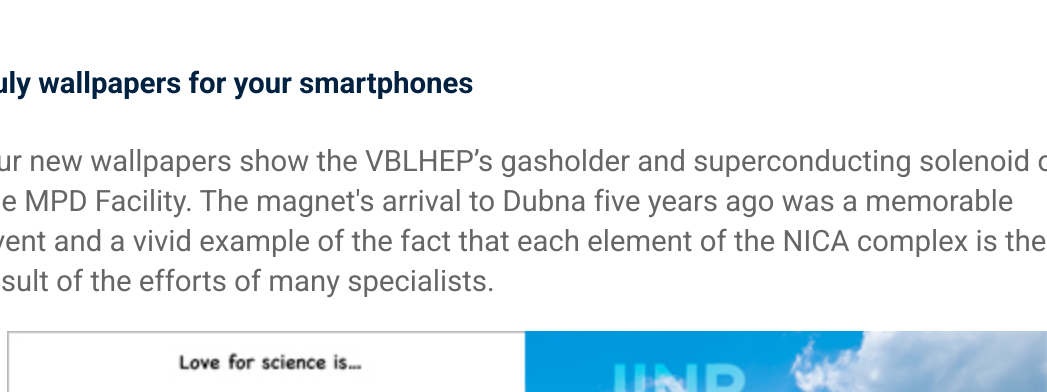 uly wallpapers for your smartphones
ur new wallpapers show the VBLHEP’s gasholder and superconducting solenoid o
e MPD Facility. The magnet's arrival to Dubna five years ago was a memorable
vent and a vivid example of the fact that each element of the NICA complex is the
sult of the efforts of many specialists.
Love for science is...
JINR